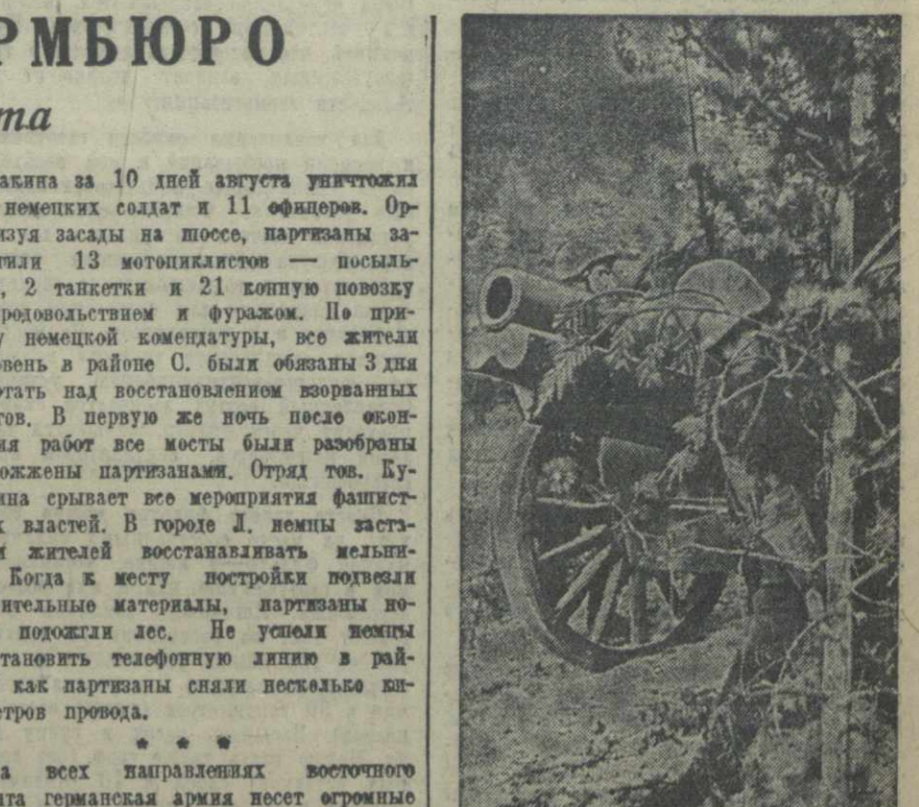 РМБЮРО
та
акина за 10 дней августа уничтожил
немецких солдат и 11 офицеров. Ор-
изуя засады на шоссе, партизаны за-
тили 13 мотоциклистов — посыль-
, 2 танкетки и 21 конную повозку
родовольствием и фуражом. По при-
у немецкой комендатуры, все жители
вень в районе С. были обязаны 3 дня
отать над восстановлением взорванных
тов. В первую же ночь после окон-
ия работ все мосты были разобраны
ожжены партизанами. Отряд тов. Ку-
ина срывает все мероприятия фашист-
х властей. В городе Л. немцы заста-
и жителей восстанавливать мельни-
Когда к месту постройки подвезли
ительные материалы, партизаны но-
подожгли лес. Не успели немцы
тановить телефонную линию в рай-
как партизаны сняли несколько ки-
етров провода.
* * *
а всех направлениях восточного
нта германская армия несет огромные